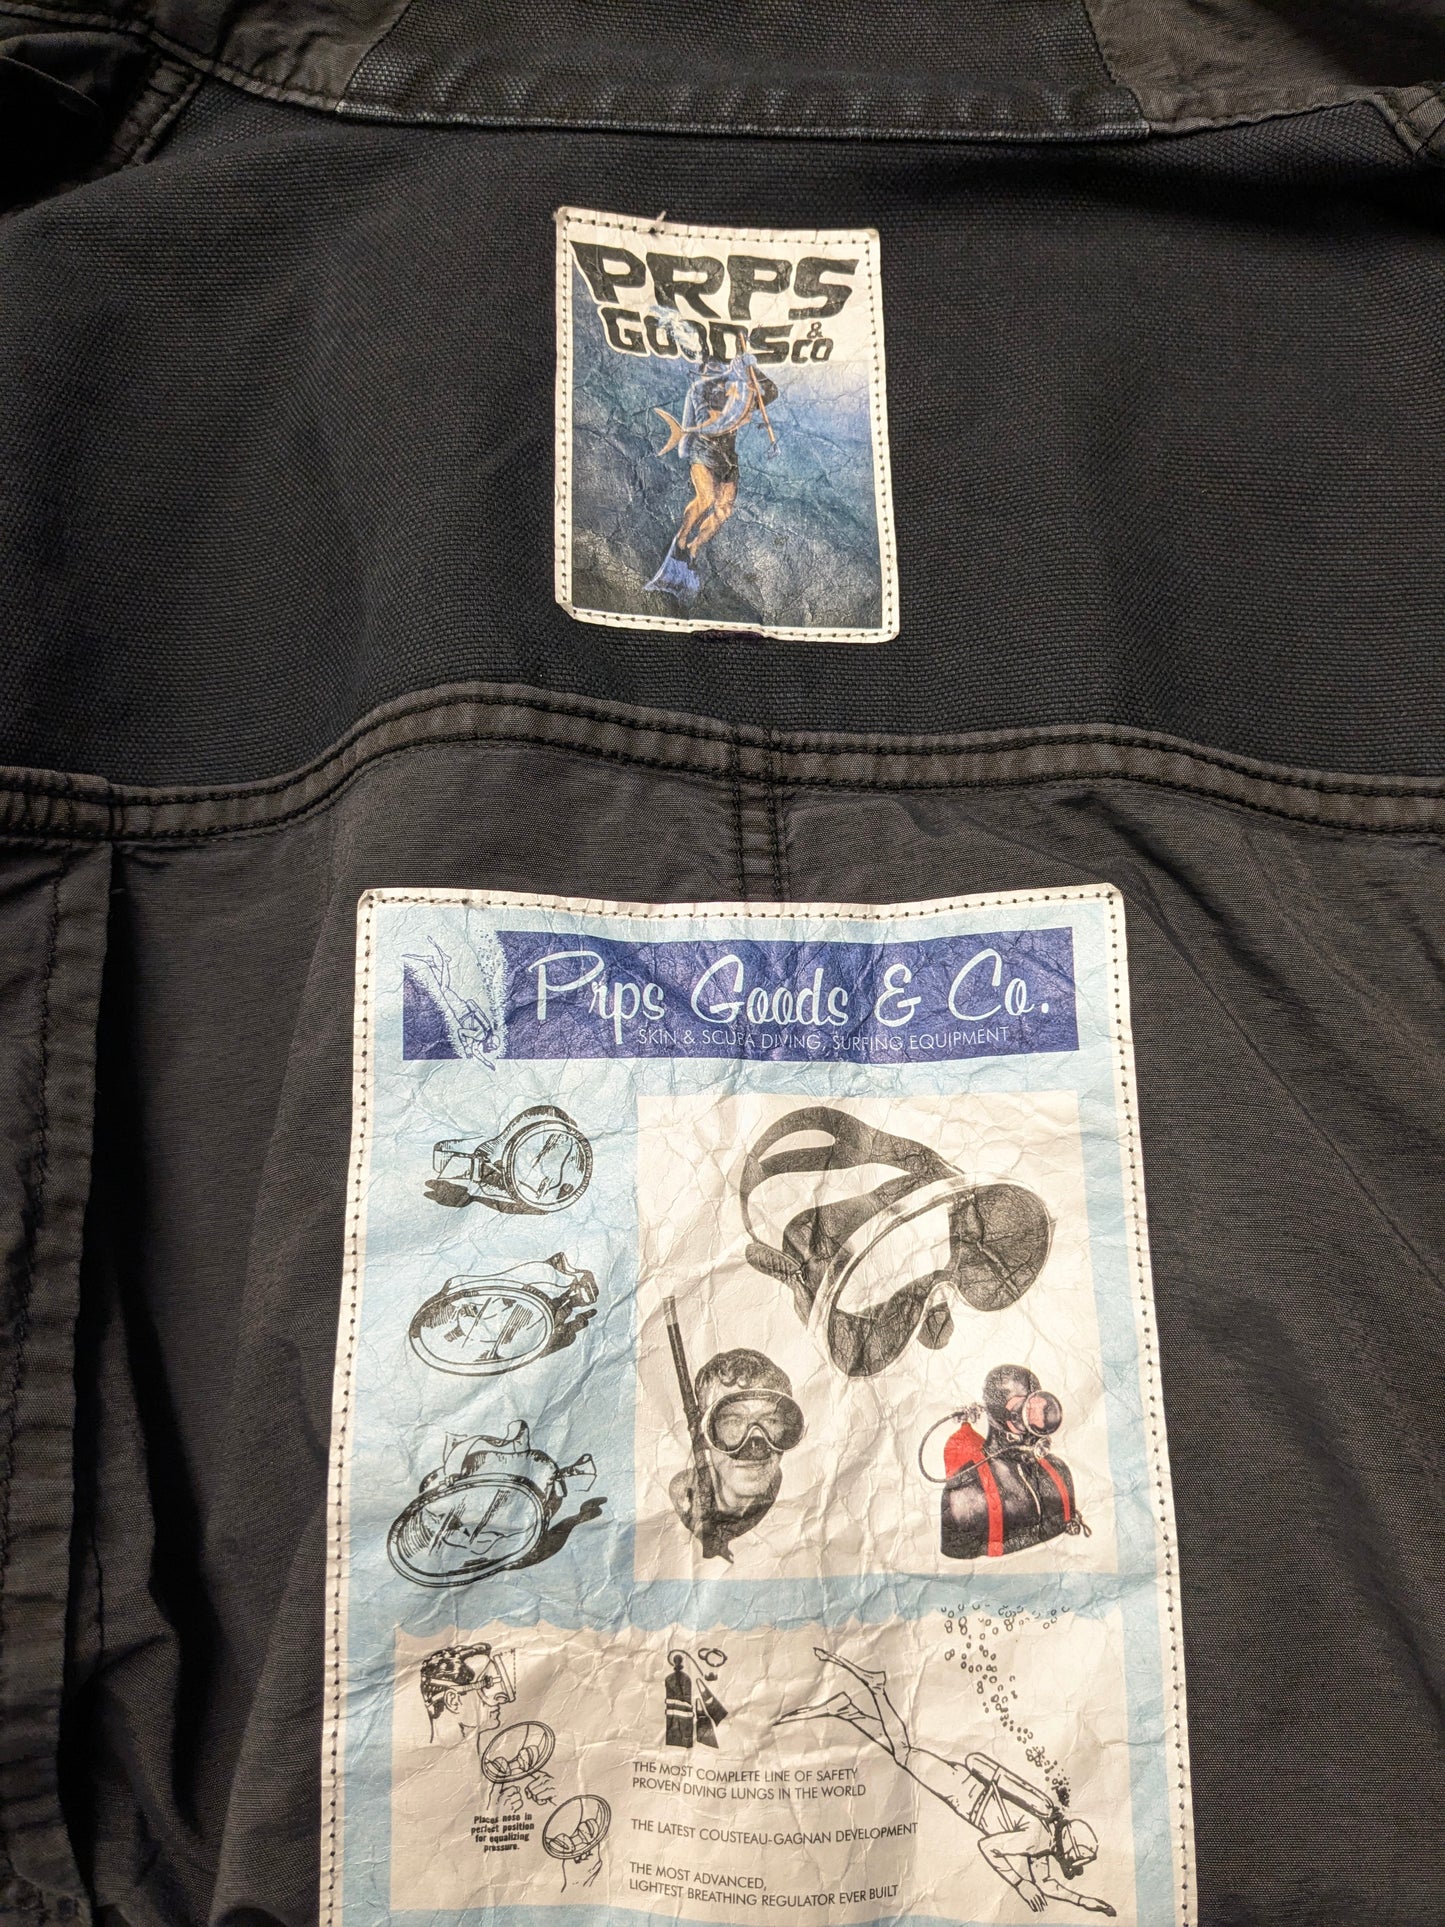 PRPS
GOODS & CO
Prps Goods & Co.
SKIN & SCUBA DIVING, SURFING EQUIPMENT
THE MOST COMPLETE LINE OF SAFETY
PROVEN DIVING LUNGS IN THE WORLD
Places nose in
perfect position
for equalizing
pressure.
THE LATEST COUSTEAU-GAGNAN DEVELOPMENT
THE MOST ADVANCED,
LIGHTEST BREATHING REGULATOR EVER BUILT